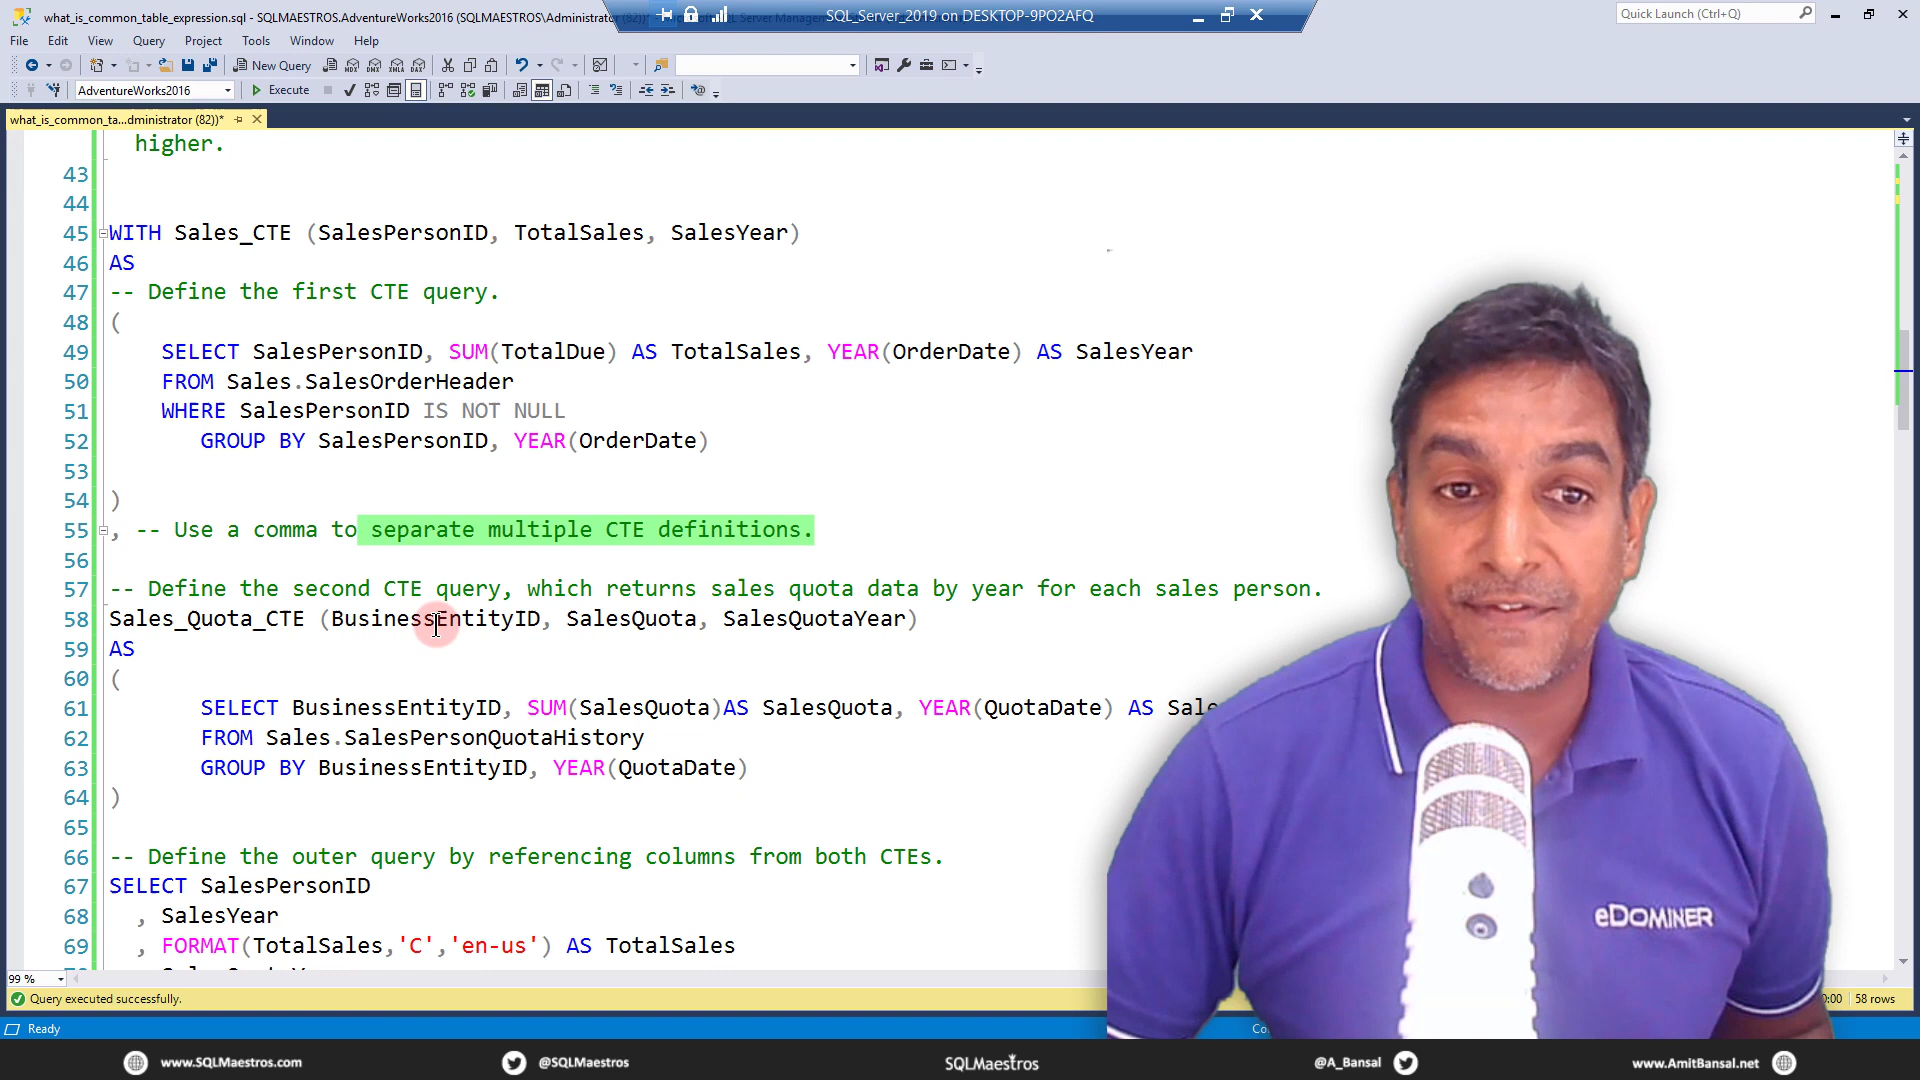 what_is_common_table_expression.sql - SQLMAESTROS.AdventureWorks2016 (SQLMAESTROS\Administrator
SQL_Server_2019 on DESKTOP-9PO2AFQ
Quick Launch (Ctrl+Q)
File Edit View Query Project Tools Window Help
New Query
AdventureWorks2016
Execute
what_is_common_ta...dministrator (82))*
higher.
43
44
45 WITH Sales_CTE (SalesPersonID, TotalSales, SalesYear)
46 AS
47 -- Define the first CTE query.
48 (
49 SELECT SalesPersonID, SUM(TotalDue) AS TotalSales, YEAR(OrderDate) AS SalesYear
50 FROM Sales.SalesOrderHeader
51 WHERE SalesPersonID IS NOT NULL
52 GROUP BY SalesPersonID, YEAR(OrderDate)
53
54 )
55 , -- Use a comma to separate multiple CTE definitions.
56
57 -- Define the second CTE query, which returns sales quota data by year for each sales person.
58 Sales_Quota_CTE (BusinessEntityID, SalesQuota, SalesQuotaYear)
59 AS
60 (
61 SELECT BusinessEntityID, SUM(SalesQuota)AS SalesQuota, YEAR(QuotaDate) AS Sale
62 FROM Sales.SalesPersonQuotaHistory
63 GROUP BY BusinessEntityID, YEAR(QuotaDate)
64 )
65
66 -- Define the outer query by referencing columns from both CTEs.
67 SELECT SalesPersonID
68 , SalesYear
69 , FORMAT(TotalSales,'C','en-us') AS TotalSales
99 %
Query executed successfully.
:00 58 rows
Ready
Co
eDOMINER
www.SQLMaestros.com
@SQLMaestros
SQLMaestros
@A_Bansal
www.AmitBansal.net